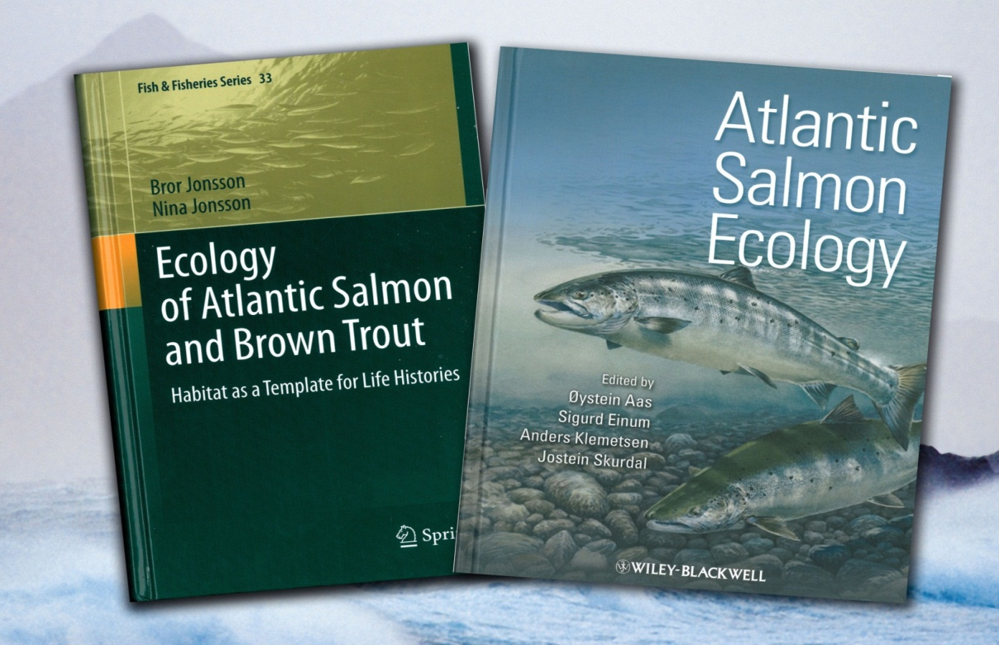 Fish & Fisheries Series 33
Bror Jonsson
Nina Jonsson
Ecology
of Atlantic Salmon
and Brown Trout
Habitat as a Template for Life Histories
Spri
Atlantic
Salmon
Ecology
Edited by
Øystein Aas
Sigurd Einum
Anders Klemetsen
Jostein Skurdal
WILEY-BLACKWELL